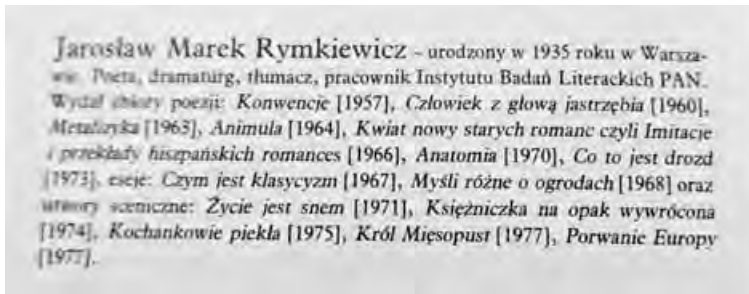 Jarosław Marek Rymkiewicz – urodzony w 1935 roku w Warsza-
wie. Poeta, dramaturg, tłumacz, pracownik Instytutu Badań Literackich PAN.
Wydał zbiory poezji: Konwencje [1957], Człowiek z głową jastrzębia [1960],
Metafizyka [1963], Animula [1964], Kwiat nowy starych romanc czyli Imitacje
i przekłady hiszpańskich romances [1966], Anatomia [1970], Co to jest drozd
[1973], eseje: Czym jest klasycyzm [1967], Myśli różne o ogrodach [1968] oraz
utwory sceniczne: Życie jest snem [1971], Księżniczka na opak wywrócona
[1974], Kochankowie piekła [1975], Król Mięsopust [1977], Porwanie Europy
[1977].